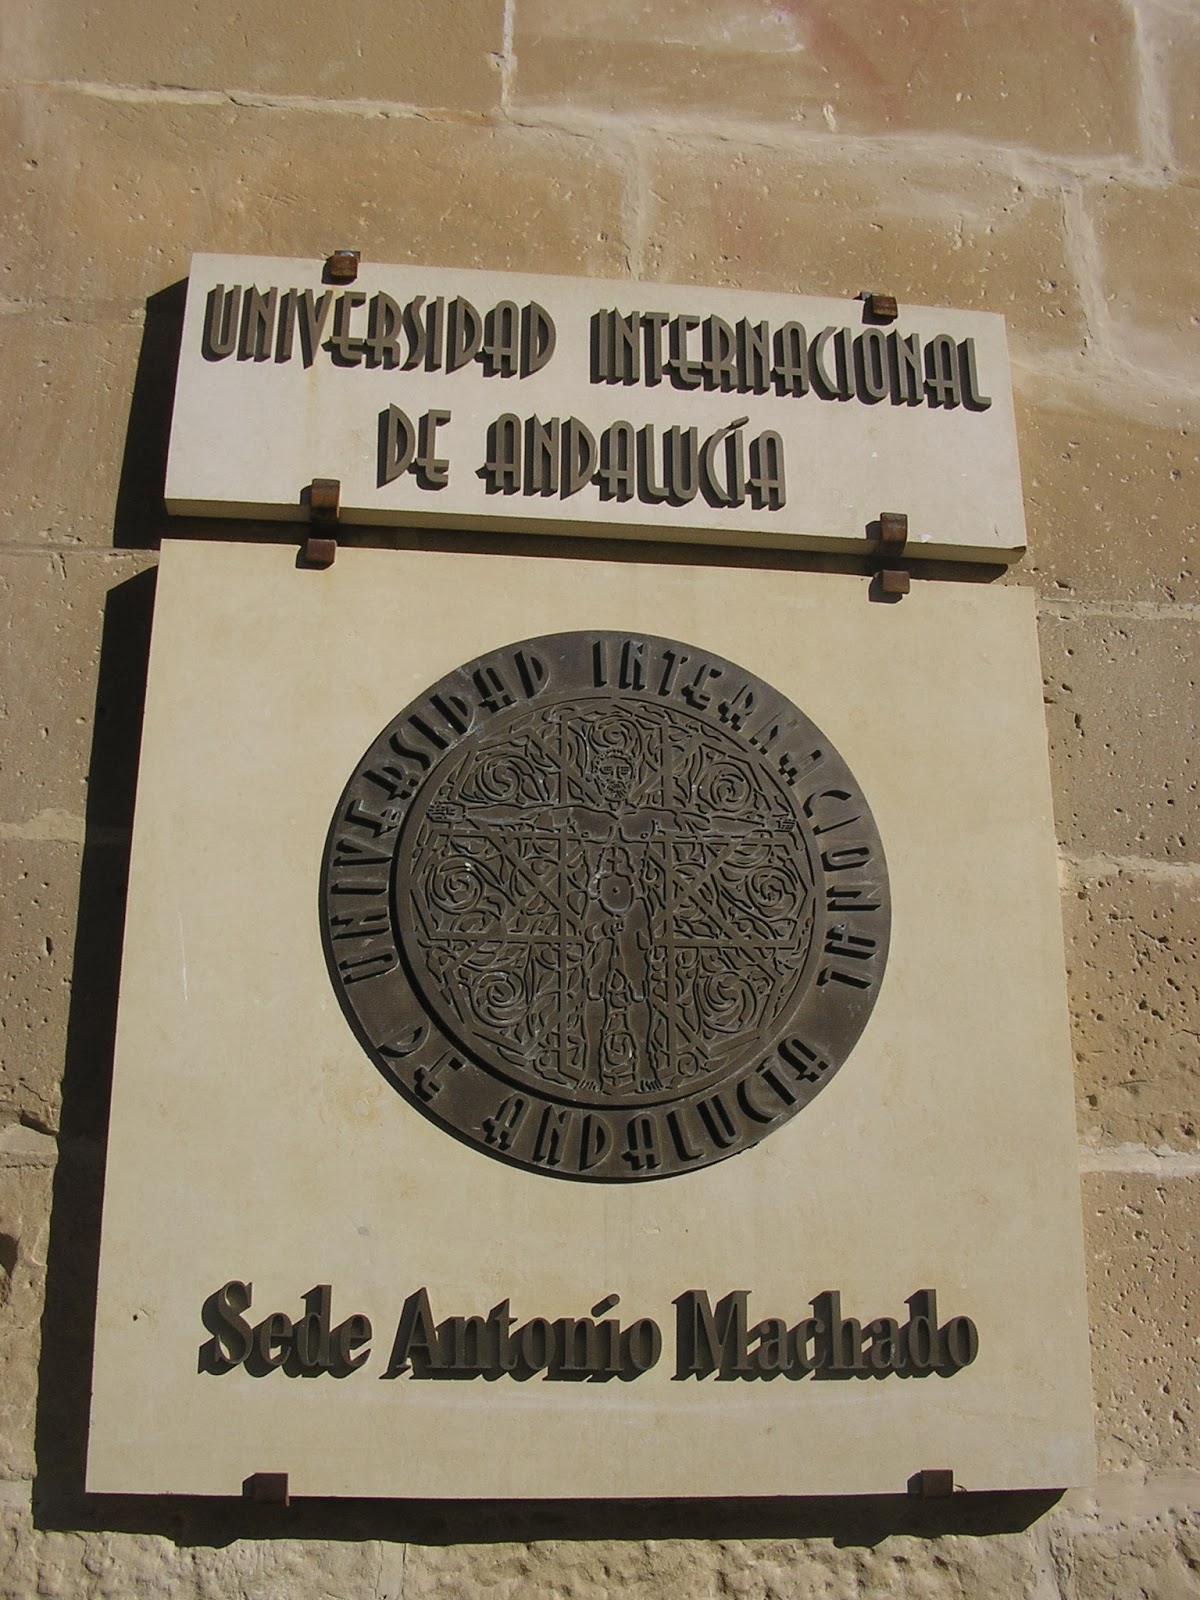 UNIVERSIDAD INTERNACIONAL
DE ANDALUCÍA
UNIVERSIDAD INTERNACIONAL
DE ANDALUCÍA
Sede Antonio Machado